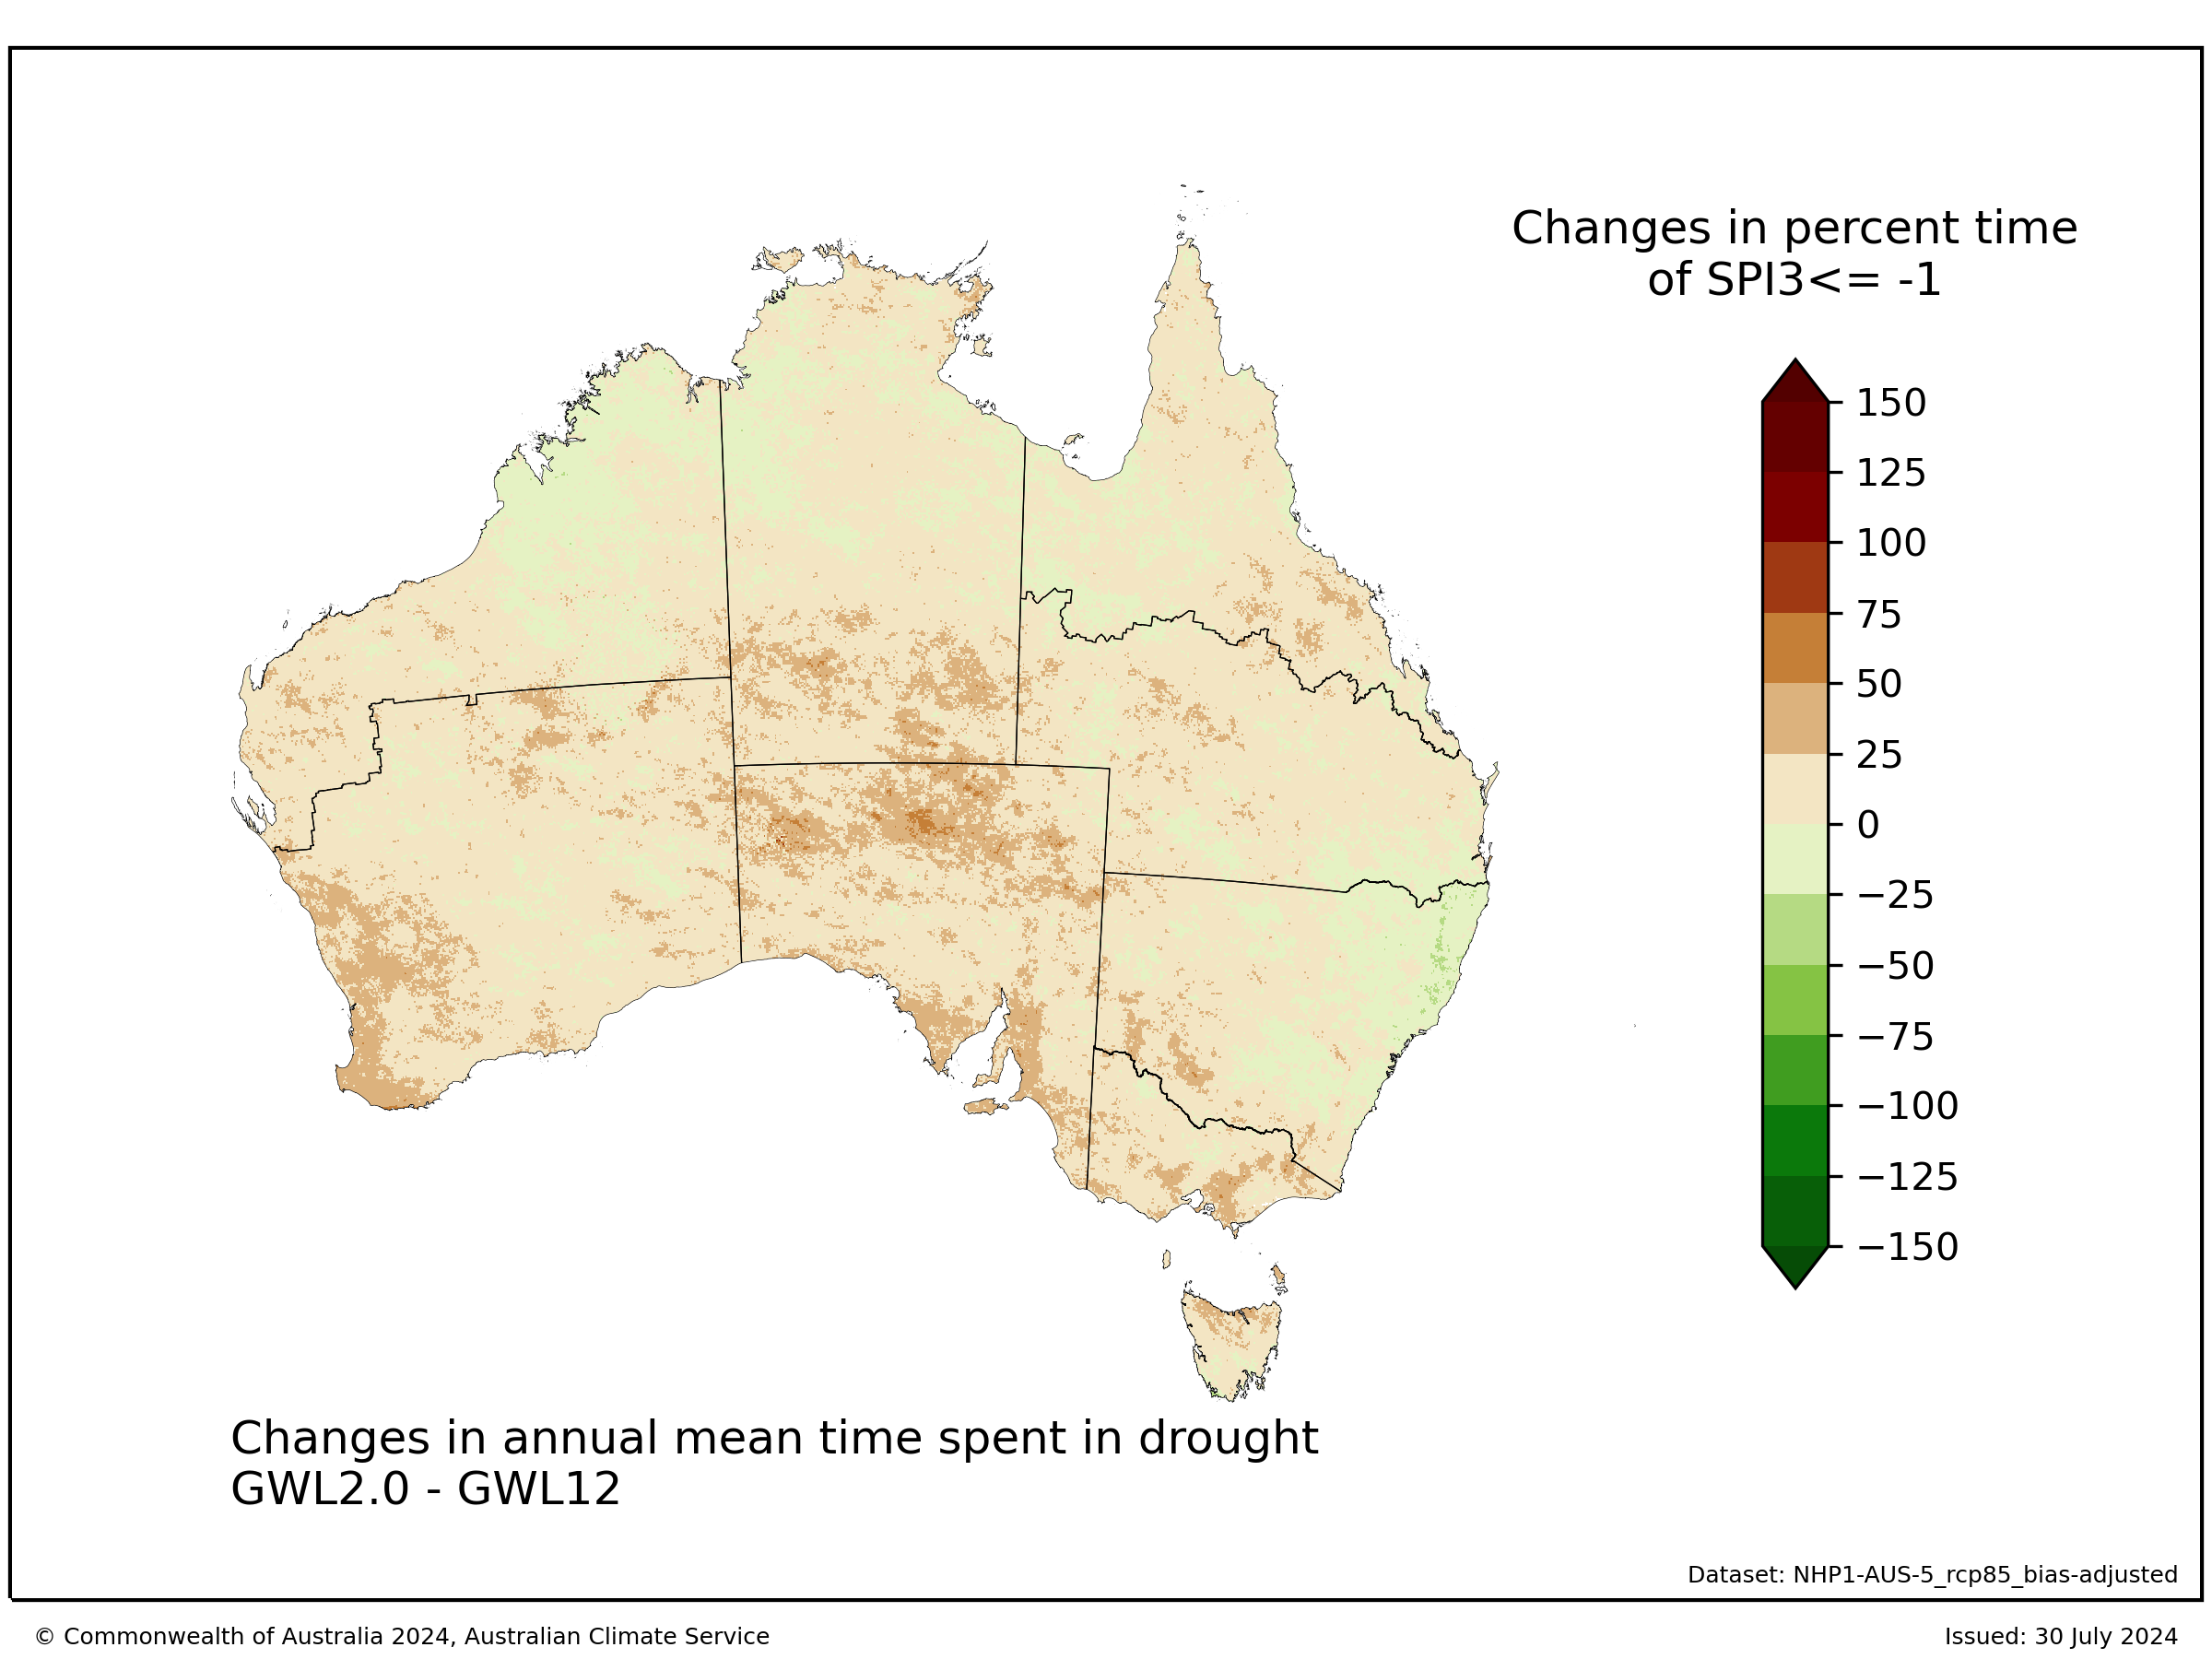 Changes in percent time
of SPI3<= -1
150
125
100
75
50
25
0
−25
−50
−75
−100
−125
−150
Changes in annual mean time spent in drought
GWL2.0 - GWL12
Dataset: NHP1-AUS-5_rcp85_bias-adjusted
© Commonwealth of Australia 2024, Australian Climate Service
Issued: 30 July 2024